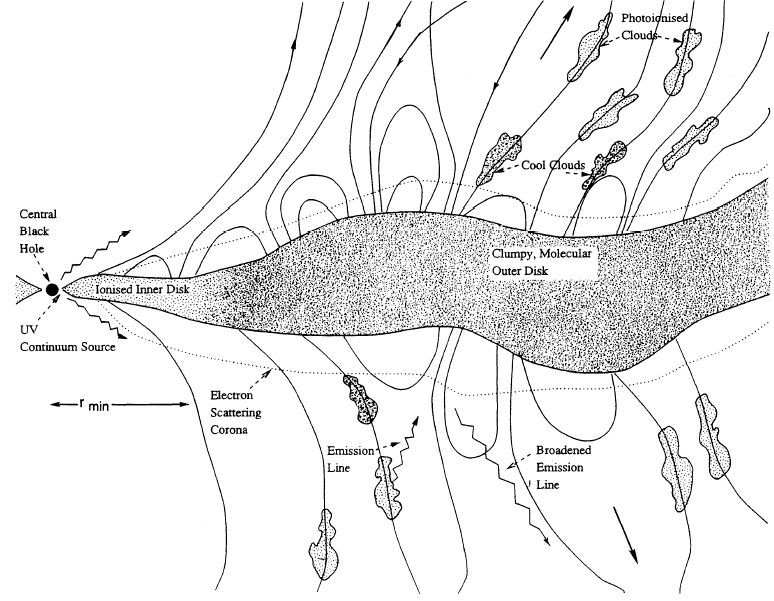 Photoionised
Clouds
Cool Clouds
Central
Black
Hole
Clumpy, Molecular
Outer Disk
Ionised Inner Disk
UV
Continuum Source
r min
Electron
Scattering
Corona
Emission
Line
Broadened
Emission
Line